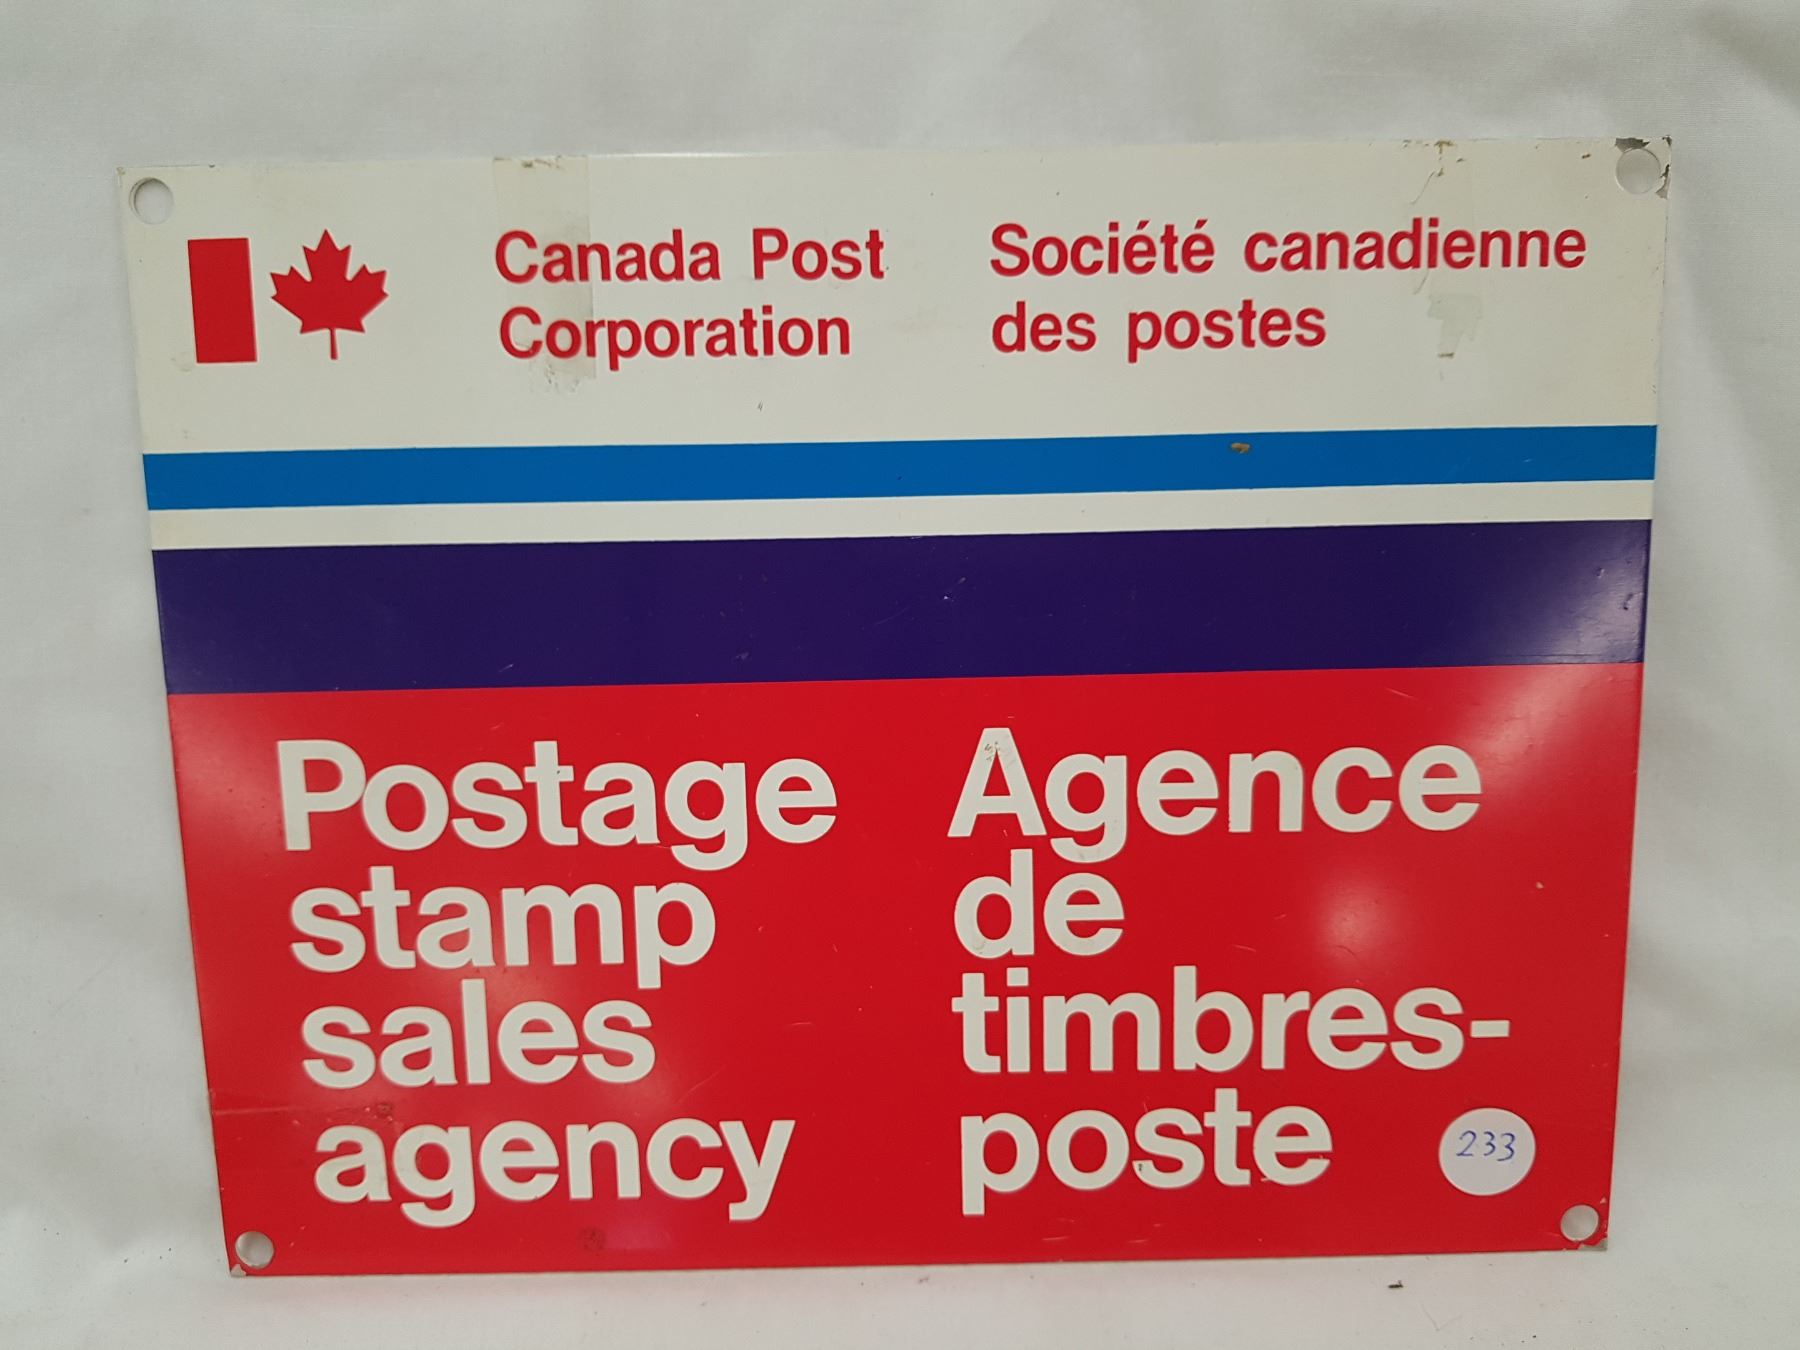 Canada Post
Corporation
Société canadienne
des postes
Postage
stamp
sales
agency
Agence
de
timbres-
poste
233